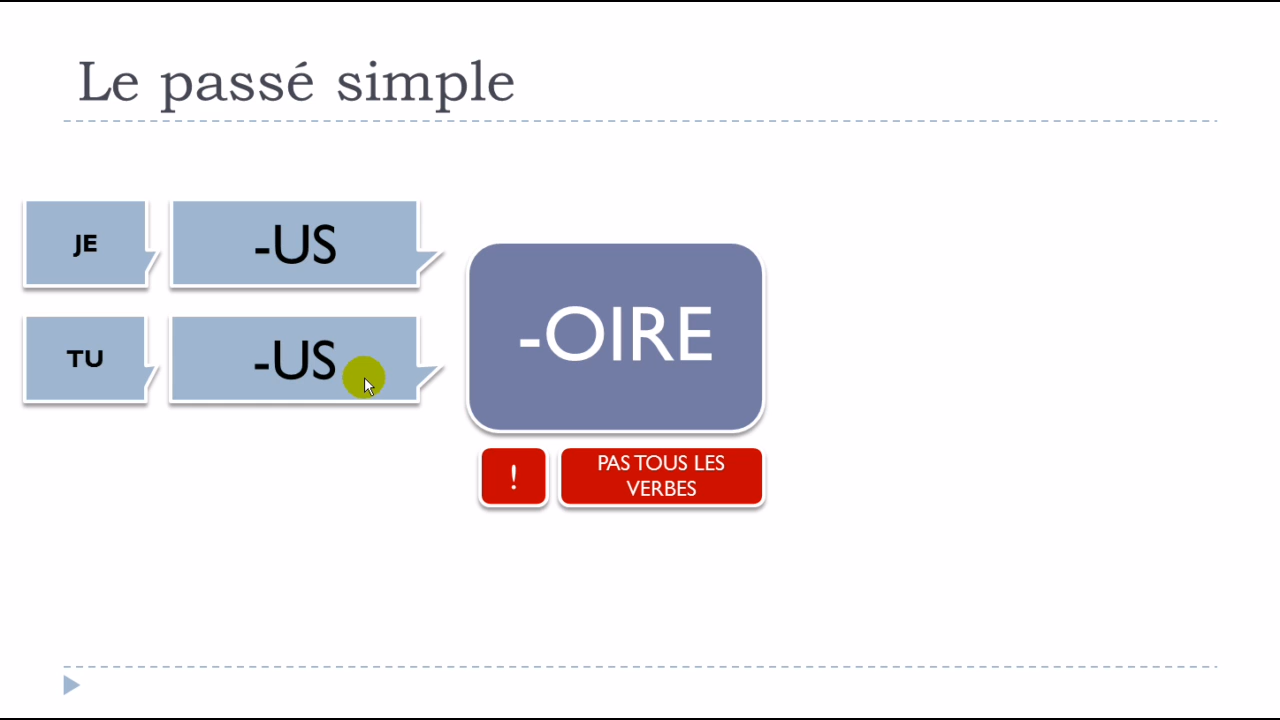 Le passé simple
JE
-US
TU
-US
-OIRE
!
PAS TOUS LES
VERBES